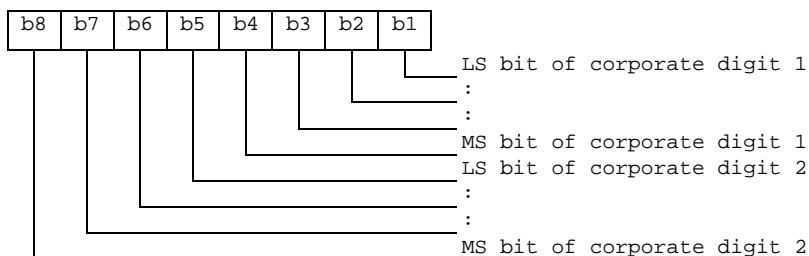 b8 b7 b6 b5 b4 b3 b2 b1
LS bit of corporate digit 1
:
:
MS bit of corporate digit 1
LS bit of corporate digit 2
:
:
MS bit of corporate digit 2